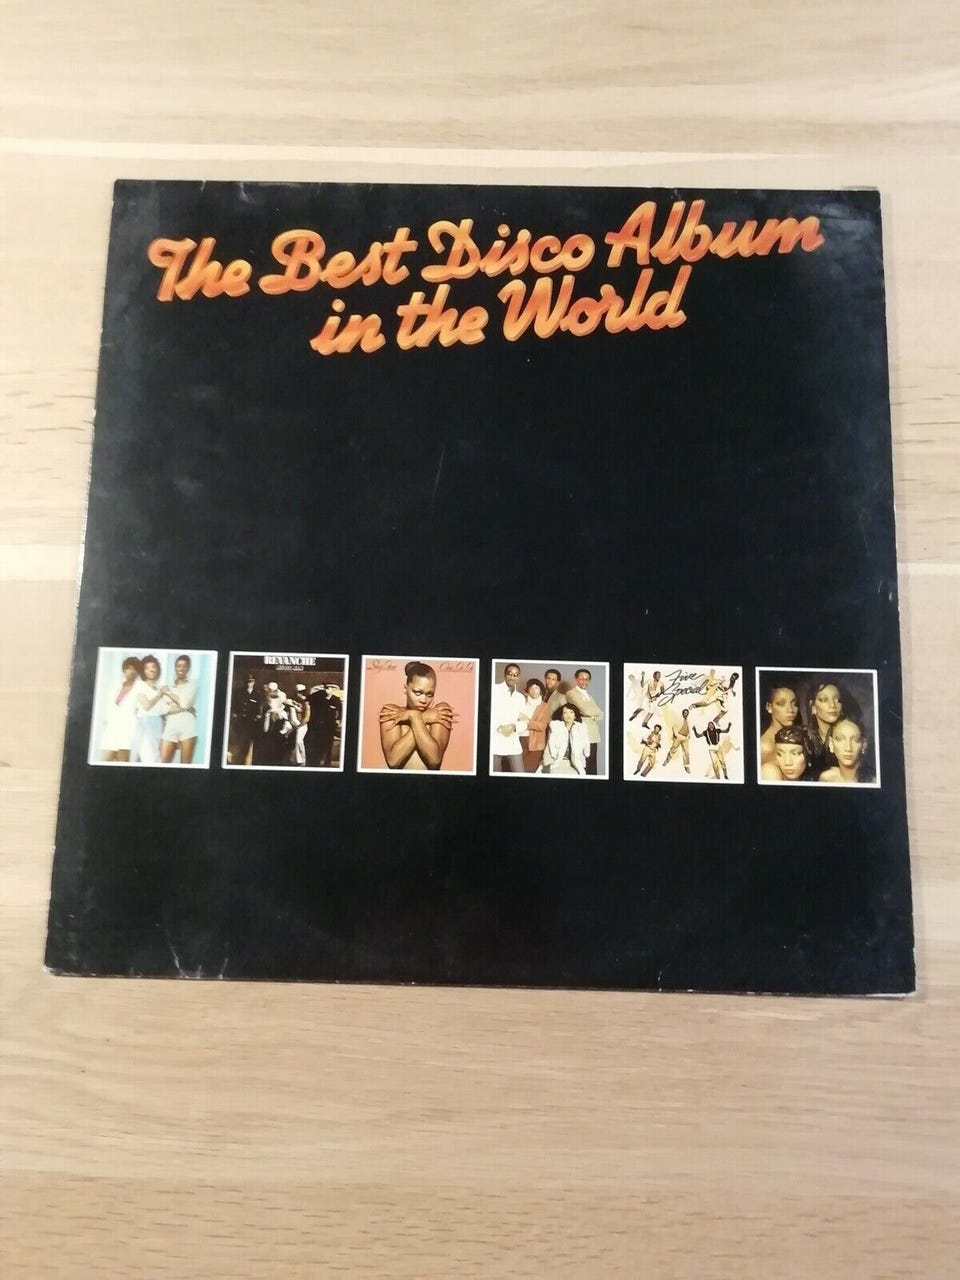 The Best Disco Album
in the World
REVANCHE
Five
Special